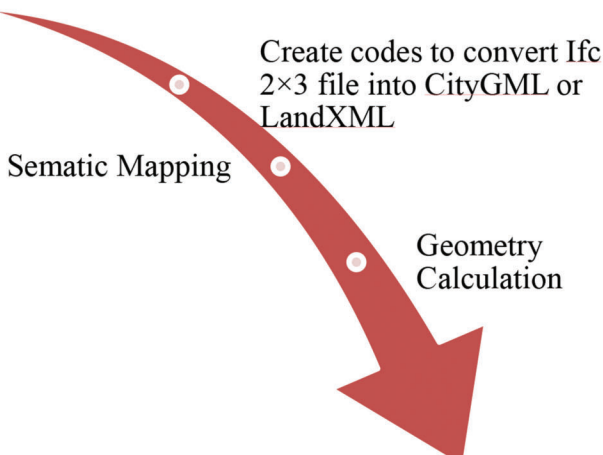 Create codes to convert Ifc
2×3 file into CityGML or
LandXML
Sematic Mapping
Geometry
Calculation